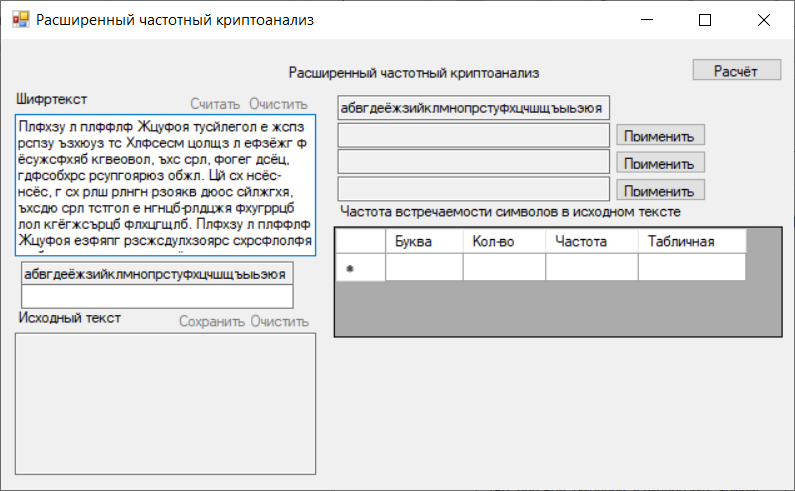 Расширенный частотный криптоанализ
Расширенный частотный криптоанализ
Расчёт
Шифртекст
Считать Очистить
Плфхзу л плффлф Жцуфоя тусйлегол е жспз
рспзу ъзхюуз тс Хлфсесм цолщз л ефзёжг ф
ёсужсфхяб кгвеовол, ъхс срл, фогег дсёц,
гдфсобхрс рсупгоярюз обжл. Цй сх нсёс-
нсёс, г сх рлш рлнгн рзоякв дюос сйлжгхя,
ъхсдю срл тстгол е нгнцб-рлдцжя фхугррцб
лол кгёгжсърцб флхцгщлб. Плфхзу л плффлф
Жцуфоя езфяпг рзсжсдулхзоярс схрсфлолфя
абвгдеёжзийклмнопрстуфхцчшщъыьэюя
Исходный текст
Сохранить Очистить
абвгдеёжзийклмнопрстуфхцчшщъыьэюя
Применить
Применить
Применить
Частота встречаемости символов в исходном тексте
Буква Кол-во Частота Табличная
*